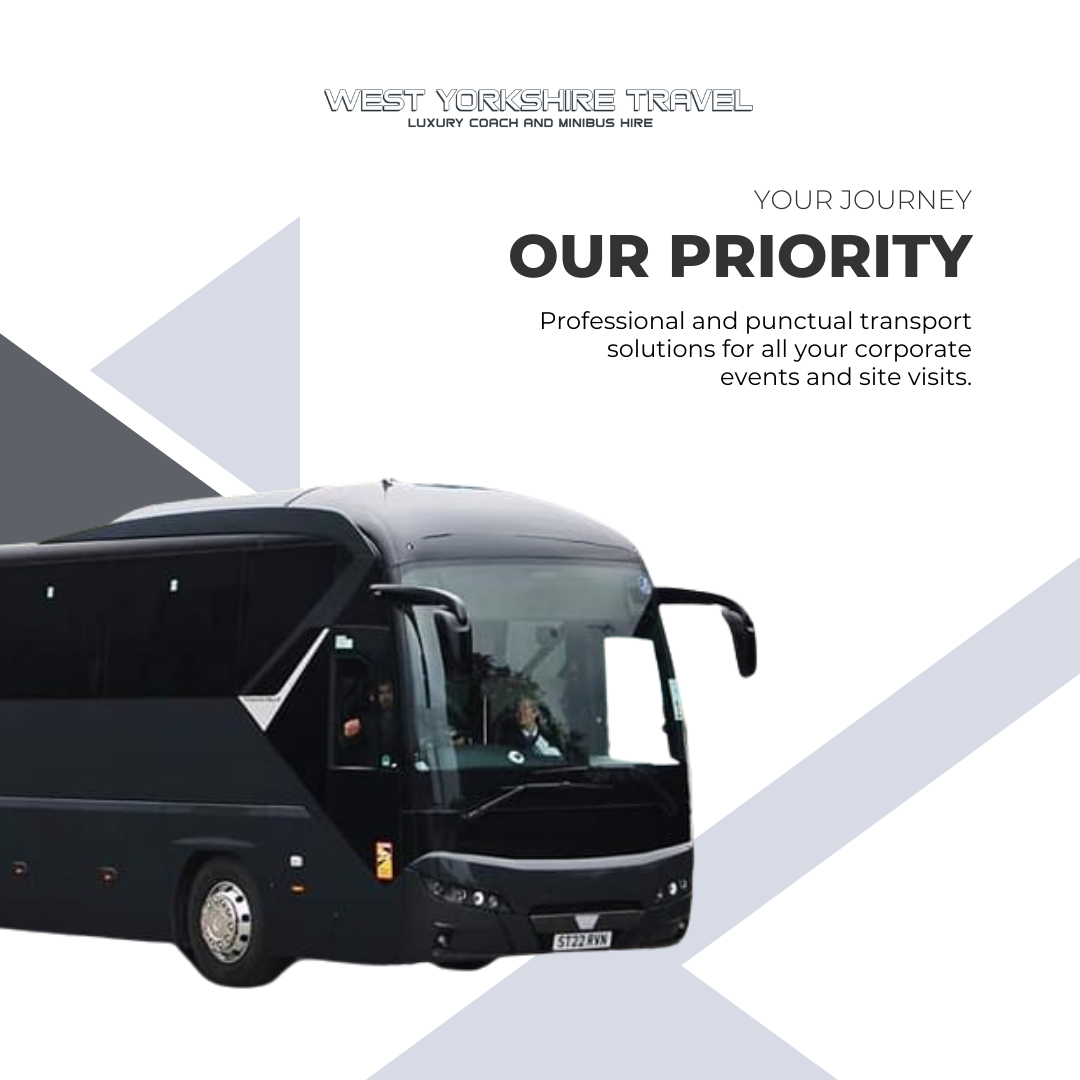 WEST YORKSHIRE TRAVEL
LUXURY COACH AND MINIBUS HIRE
YOUR JOURNEY
OUR PRIORITY
Professional and punctual transport
solutions for all your corporate
events and site visits.
ST22 RVN